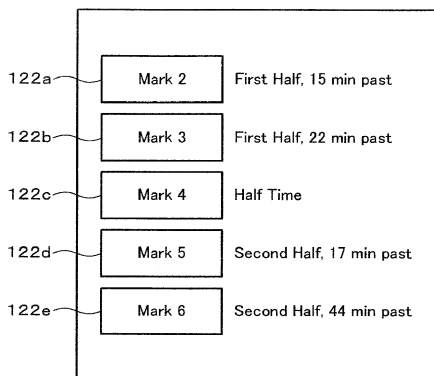 122a Mark 2 First Half, 15 min past
122b Mark 3 First Half, 22 min past
122c Mark 4 Half Time
122d Mark 5 Second Half, 17 min past
122e Mark 6 Second Half, 44 min past